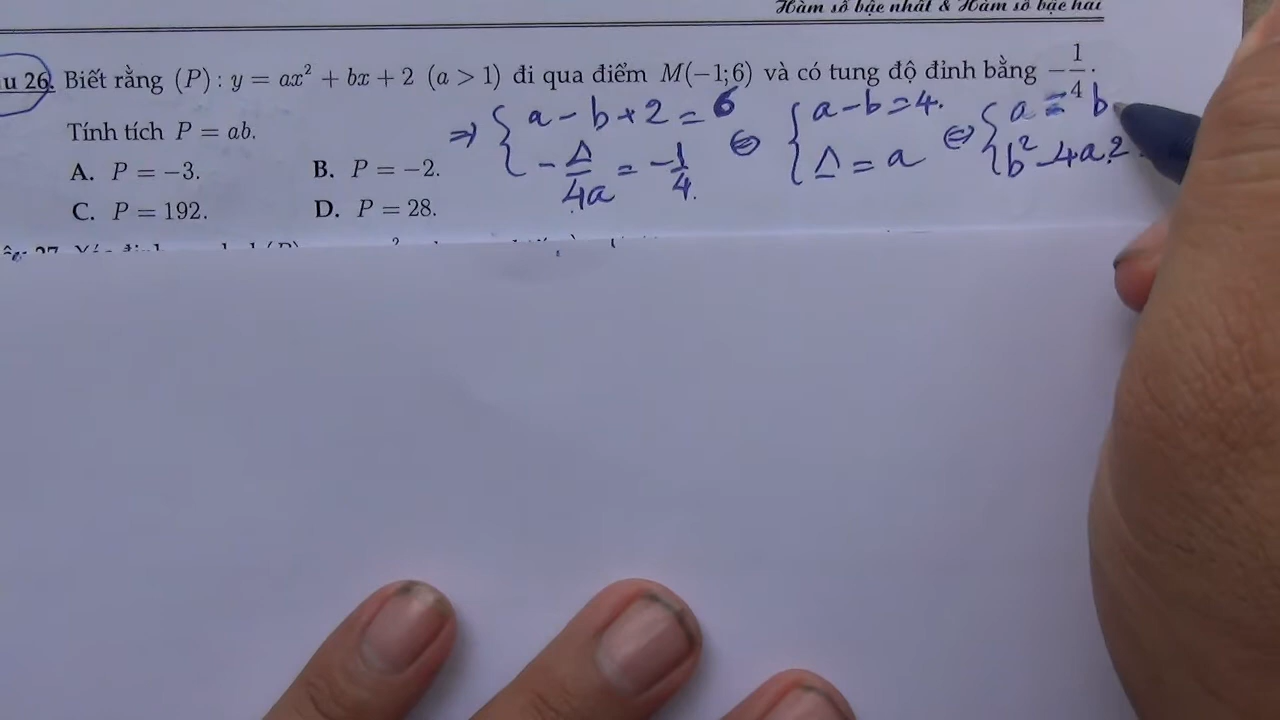 Hàm số bậc nhất & Hàm số bậc hai
u 26. Biết rằng (P) : y = ax² + bx + 2 (a > 1) đi qua điểm M(−1;6) và có tung độ đỉnh bằng −1/4.
Tính tích P = ab.
A. P = −3. B. P = −2.
C. P = 192. D. P = 28.
⇒ { a − b + 2 = 6 ⇔ { a − b = 4. ⇔ { a = b
−Δ/4a = −1/4. Δ = a b² − 4a.2